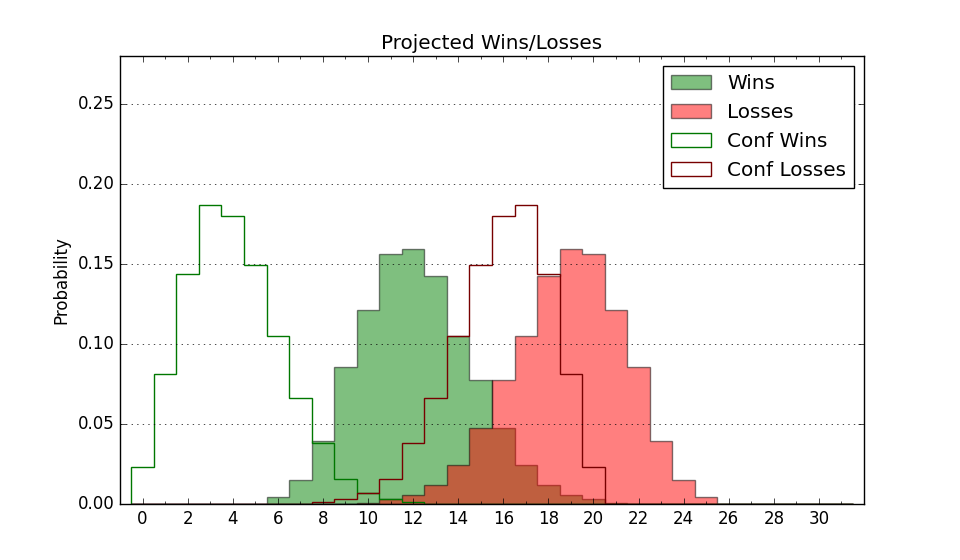 Projected Wins/Losses
Wins
Losses
Conf Wins
Conf Losses
Probability
0.25
0.20
0.15
0.10
0.05
0.00
0 2 4 6 8 10 12 14 16 18 20 22 24 26 28 30